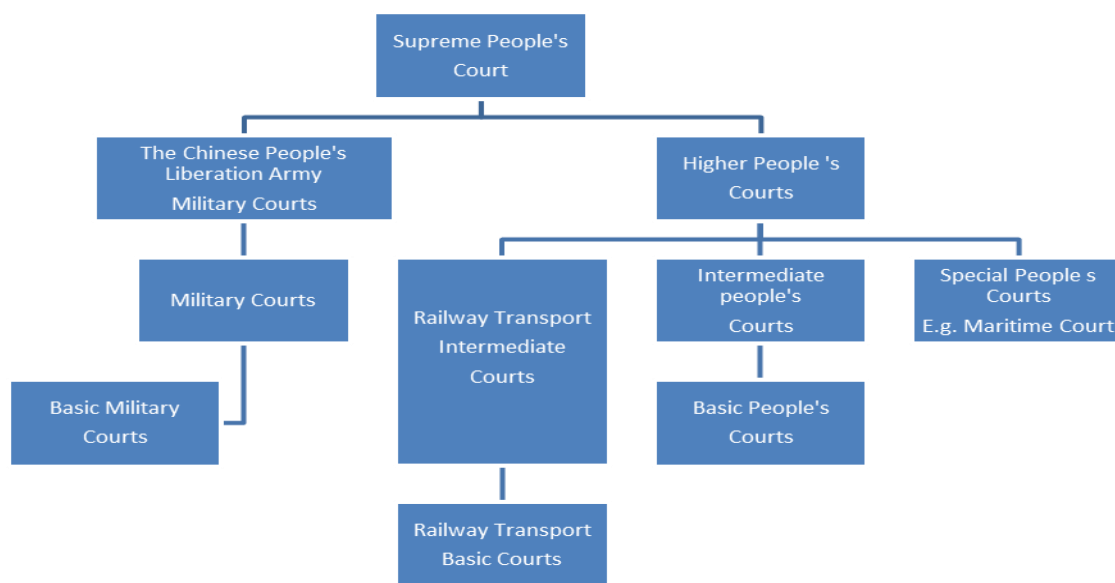 Supreme People's
Court
The Chinese People's
Liberation Army
Military Courts
Higher People 's
Courts
Military Courts
Railway Transport
Intermediate
Courts
Intermediate
people's
Courts
Special People s
Courts
E.g. Maritime Court
Basic Military
Courts
Basic People's
Courts
Railway Transport
Basic Courts